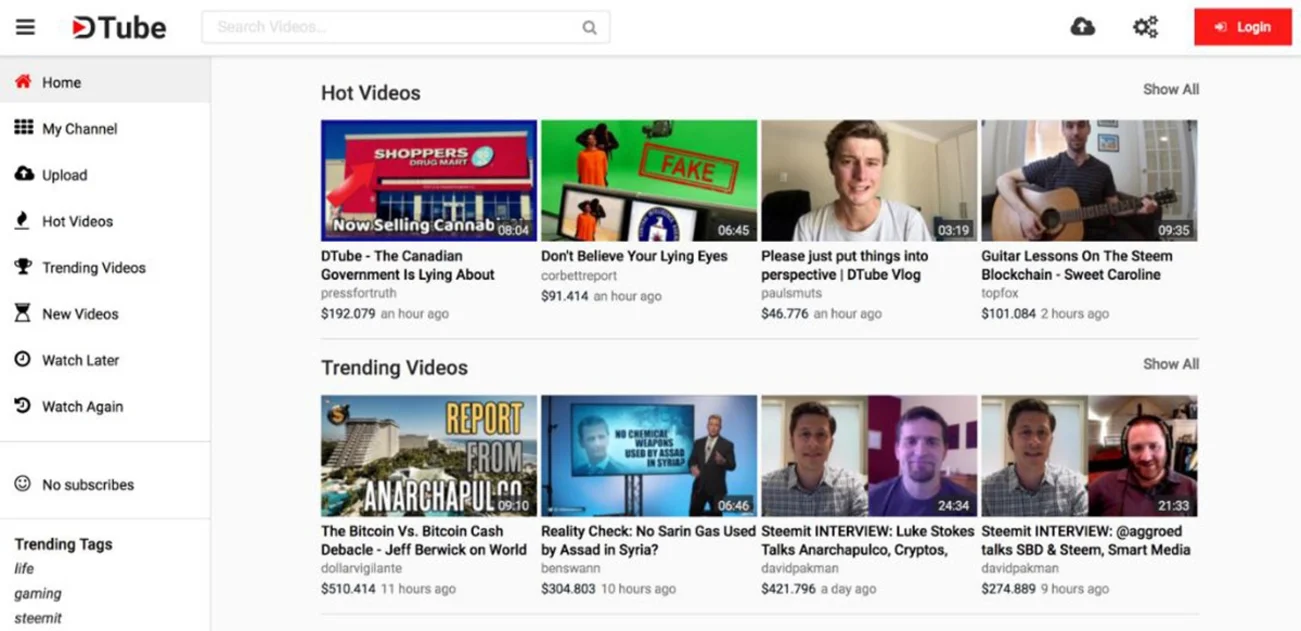 DTube
Search Videos...
Login
Home
My Channel
Upload
Hot Videos
Trending Videos
New Videos
Watch Later
Watch Again
No subscribes
Trending Tags
life
gaming
steemit
Hot Videos
Show All
SHOPPERS
DRUG MART
Now Selling Cannab
08:04
DTube - The Canadian
Government Is Lying About
pressfortruth
$192.079 an hour ago
FAKE
06:45
Don't Believe Your Lying Eyes
corbettreport
$91.414 an hour ago
03:19
Please just put things into
perspective | DTube Vlog
paulsmuts
$46.776 an hour ago
09:35
Guitar Lessons On The Steem
Blockchain - Sweet Caroline
topfox
$101.084 2 hours ago
Trending Videos
Show All
REPORT
FROM
ANARCHAPULCO
09:10
The Bitcoin Vs. Bitcoin Cash
Debacle - Jeff Berwick on World
dollarvigilante
$510.414 11 hours ago
NO CHEMICAL
WEAPONS
USED BY ASSAD
IN SYRIA?
06:46
Reality Check: No Sarin Gas Used
by Assad in Syria?
benswann
$304.803 10 hours ago
24:34
Steemit INTERVIEW: Luke Stokes
Talks Anarchapulco, Cryptos,
davidpakman
$421.796 a day ago
21:33
Steemit INTERVIEW: @aggroed
talks SBD & Steem, Smart Media
davidpakman
$274.889 9 hours ago